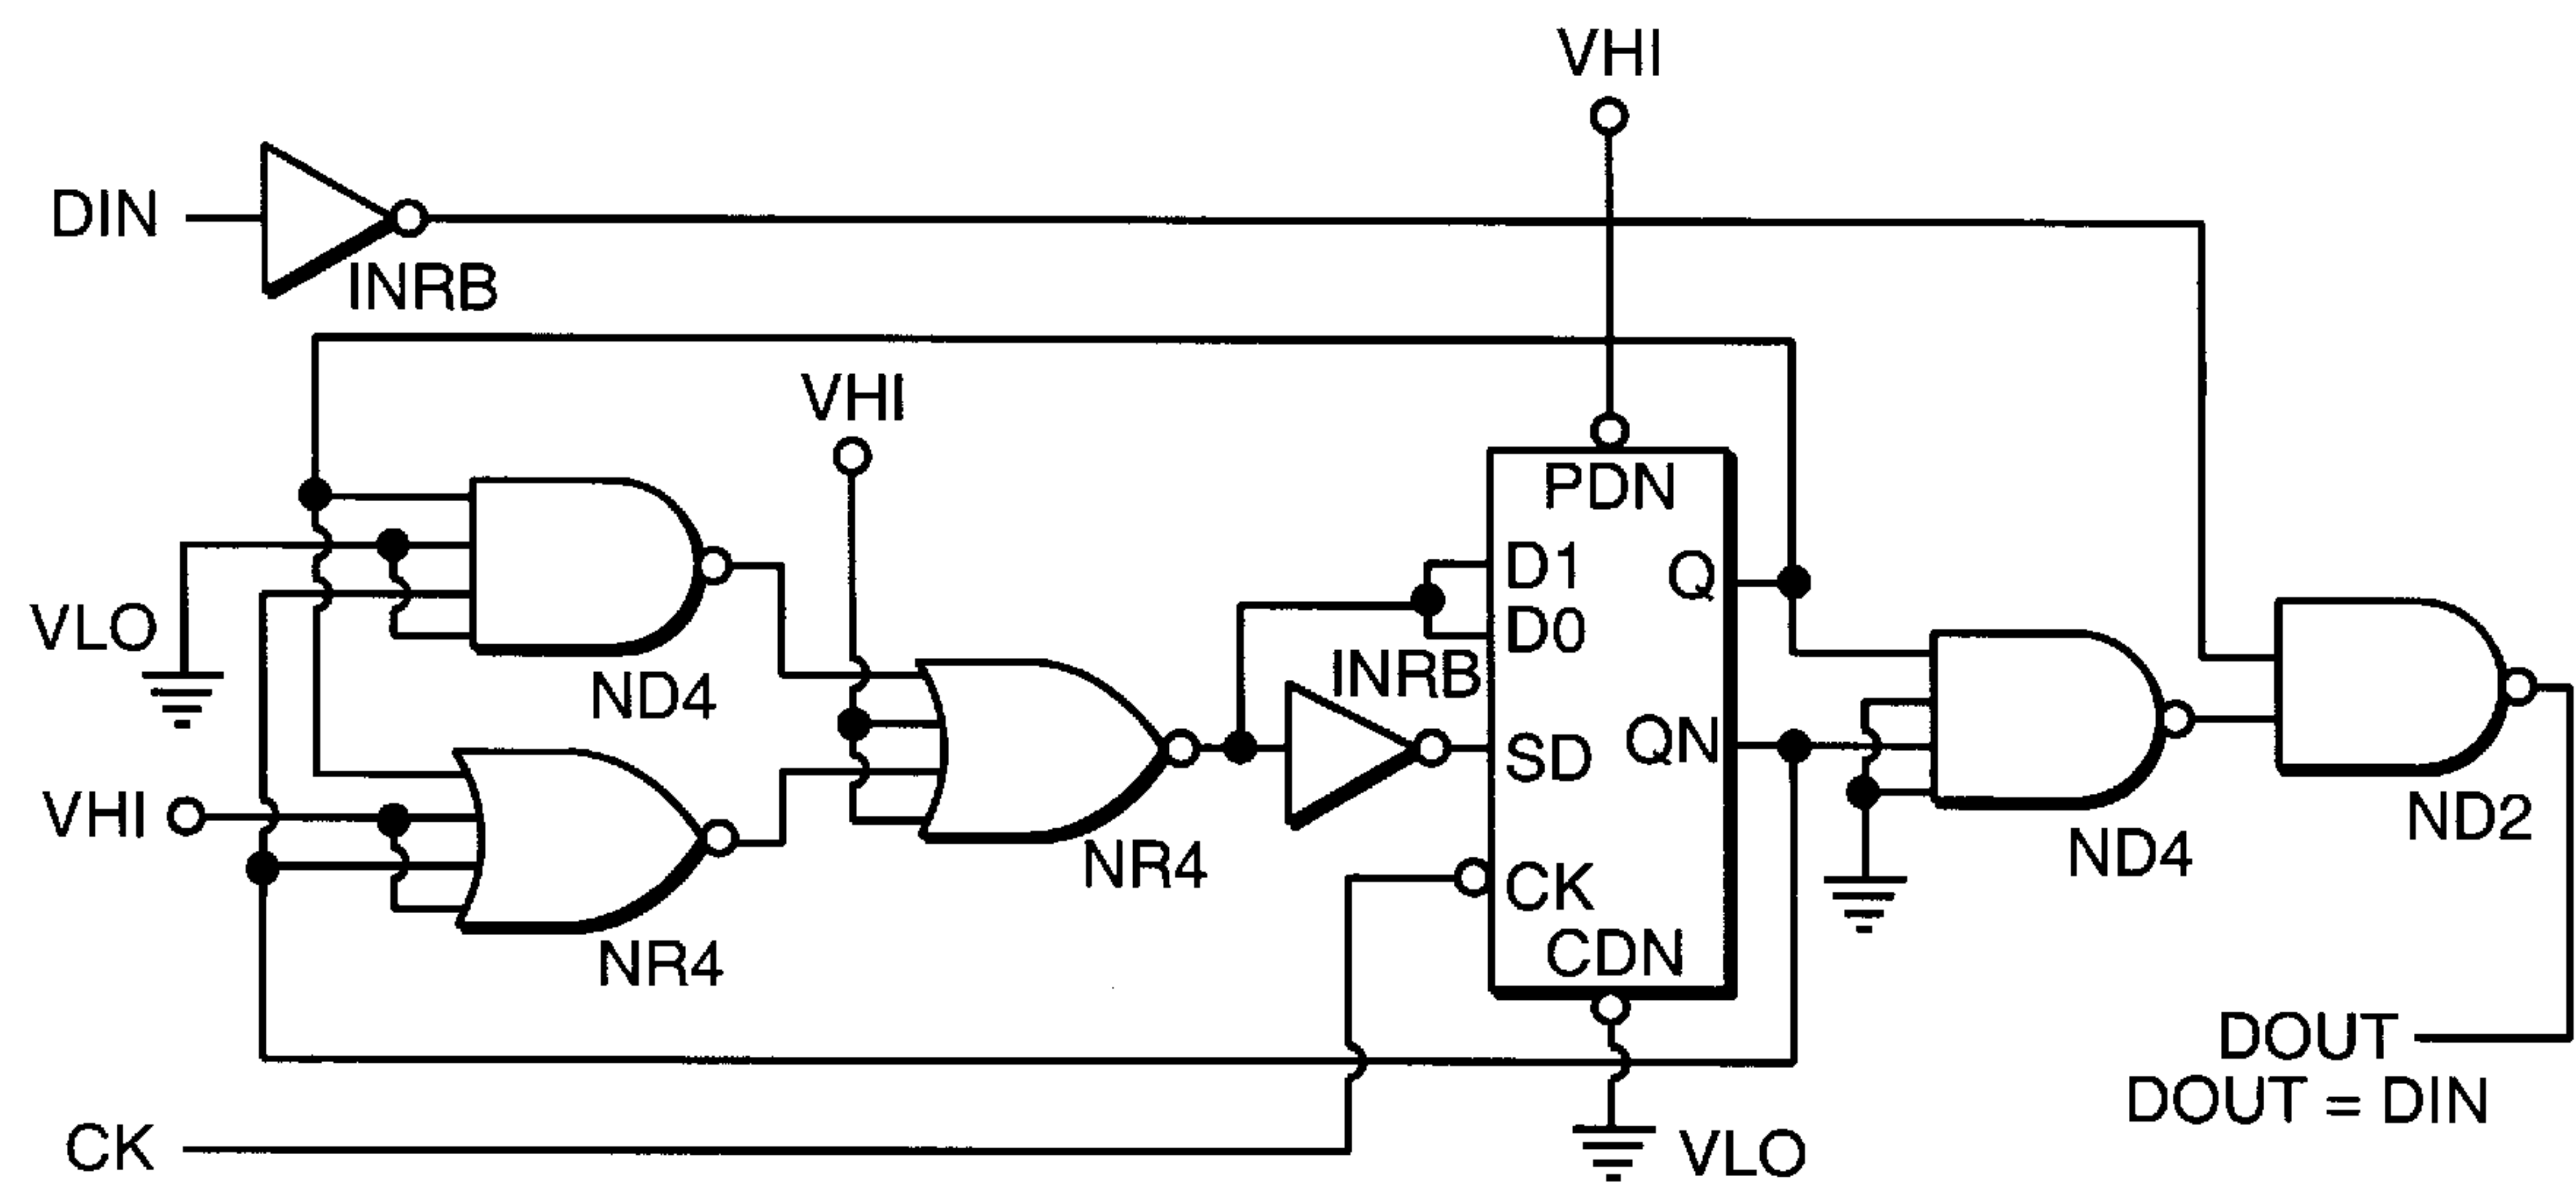 VHI
DIN
INRB
VHI
PDN
D1
Q
D0
VLO
INRB
ND4
QN
SD
VHI
ND2
ND4
NR4
CK
NR4
CDN
DOUT
DOUT = DIN
CK
VLO